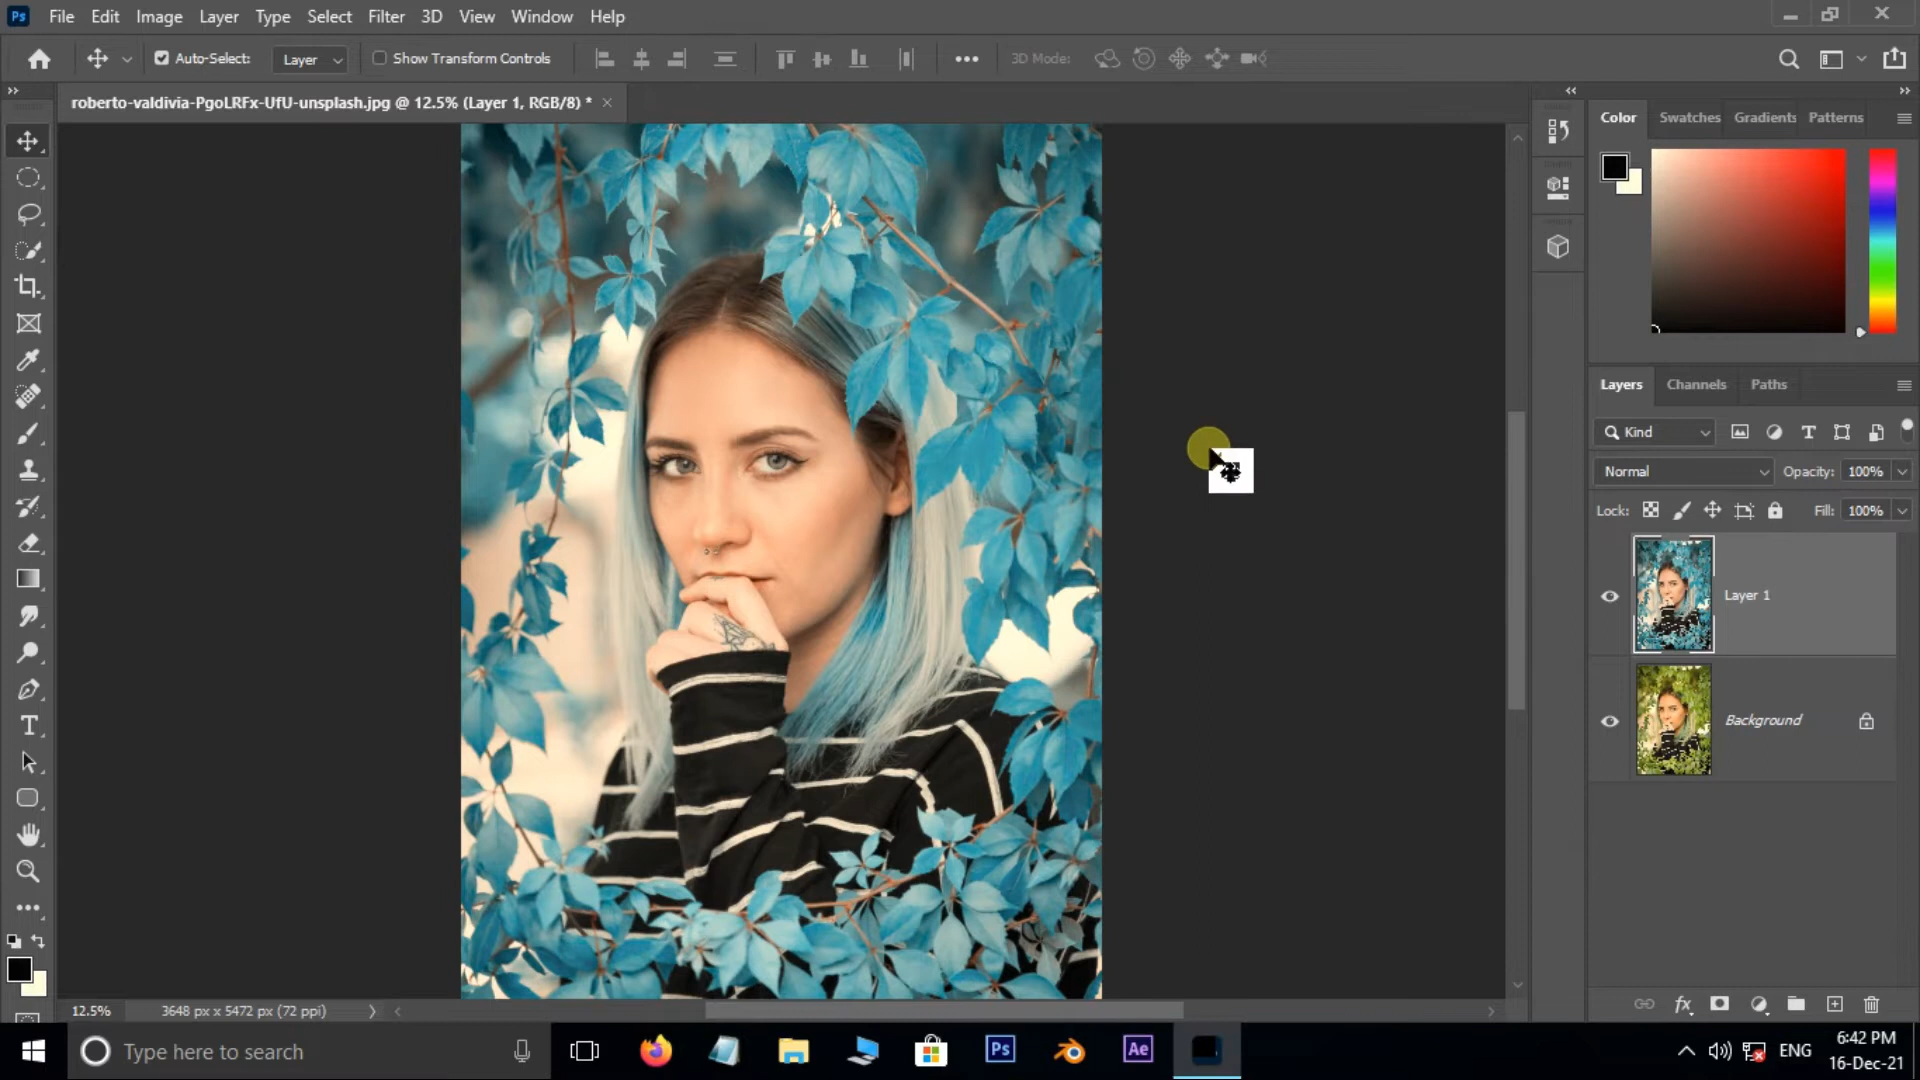 Ps File Edit Image Layer Type Select Filter 3D View Window Help
Auto-Select: Layer Show Transform Controls 3D Mode:
roberto-valdivia-PgoLRFx-UfU-unsplash.jpg @ 12.5% (Layer 1, RGB/8) *
Color Swatches Gradients Patterns
Layers Channels Paths
Kind
Normal Opacity: 100%
Lock: Fill: 100%
Layer 1
Background
12.5% 3648 px x 5472 px (72 ppi)
Type here to search
Ps Ae
ENG
6:42 PM
16-Dec-21